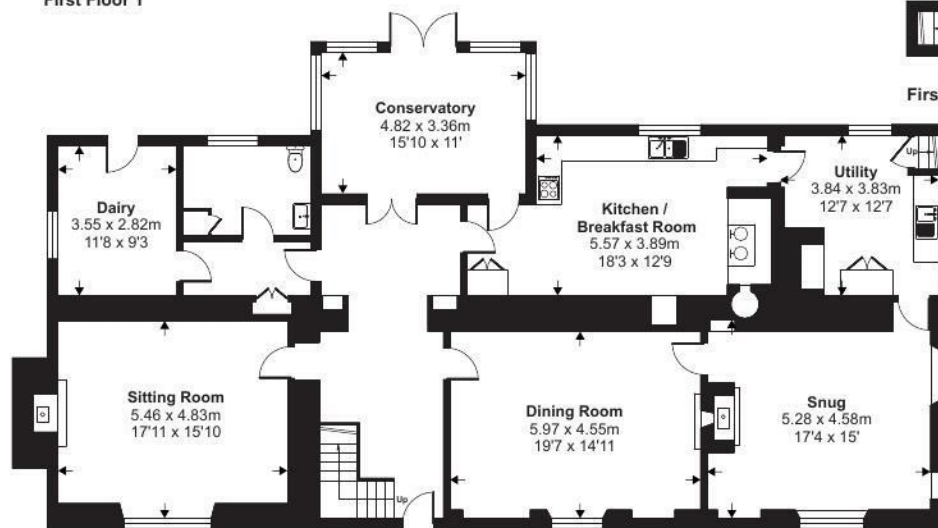 First Floor 1
Firs
Conservatory
4.82 x 3.36m
15'10 x 11'
Dairy
3.55 x 2.82m
11'8 x 9'3
Kitchen /
Breakfast Room
5.57 x 3.89m
18'3 x 12'9
Up
Utility
3.84 x 3.83m
12'7 x 12'7
Sitting Room
5.46 x 4.83m
17'11 x 15'10
Dining Room
5.97 x 4.55m
19'7 x 14'11
Snug
5.28 x 4.58m
17'4 x 15'
Up